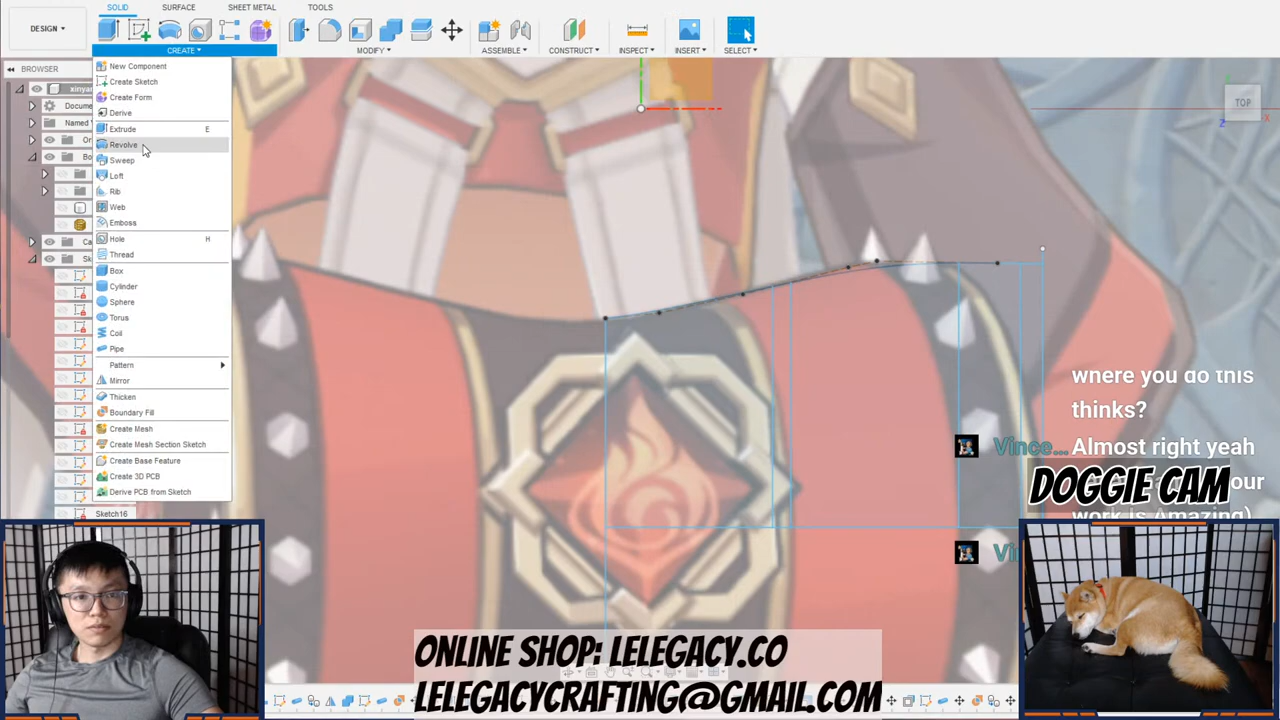 SOLID SURFACE SHEET METAL TOOLS
DESIGN ▾
CREATE ▾ MODIFY ▾ ASSEMBLE ▾ CONSTRUCT ▾ INSPECT ▾ INSERT ▾ SELECT ▾
BROWSER
New Component
Create Sketch
Create Form
Derive
Extrude E
Revolve
Sweep
Loft
Rib
Web
Emboss
Hole H
Thread
Box
Cylinder
Sphere
Torus
Coil
Pipe
Pattern
Mirror
Thicken
Boundary Fill
Create Mesh
Create Mesh Section Sketch
Create Base Feature
Create 3D PCB
Derive PCB from Sketch
Sketch16
TOP
X
Z
where you do this
thinks?
Vince... Almost right yeah
DOGGIE CAM
work is Amazing)
ONLINE SHOP: LELEGACY.CO
LELEGACYCRAFTING@GMAIL.COM